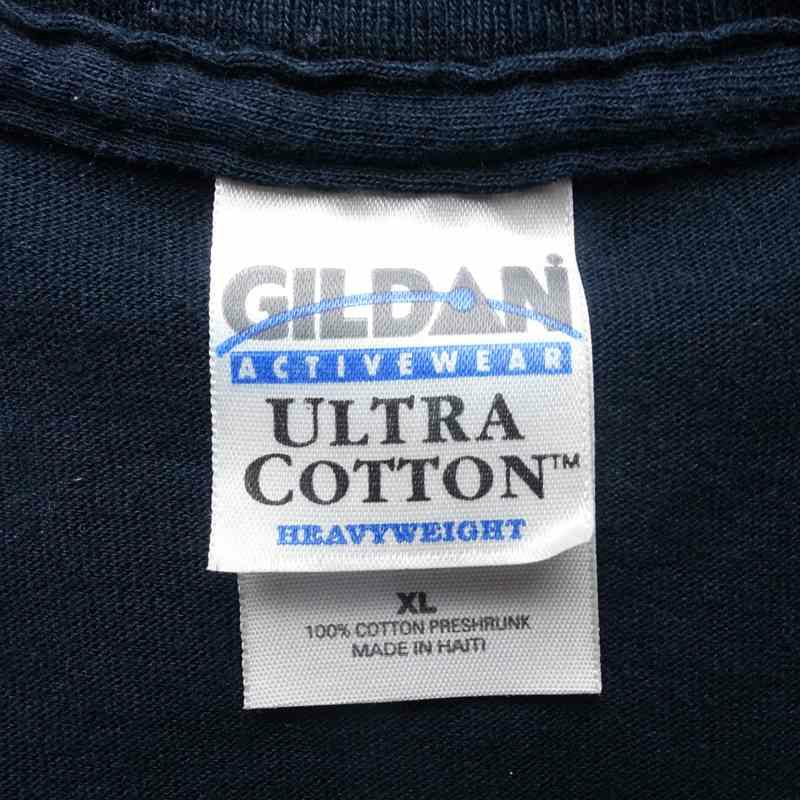 GILDAN
ACTIVEWEAR
ULTRA
COTTON™
HEAVYWEIGHT
XL
100% COTTON PRESHRUNK
MADE IN HAITI